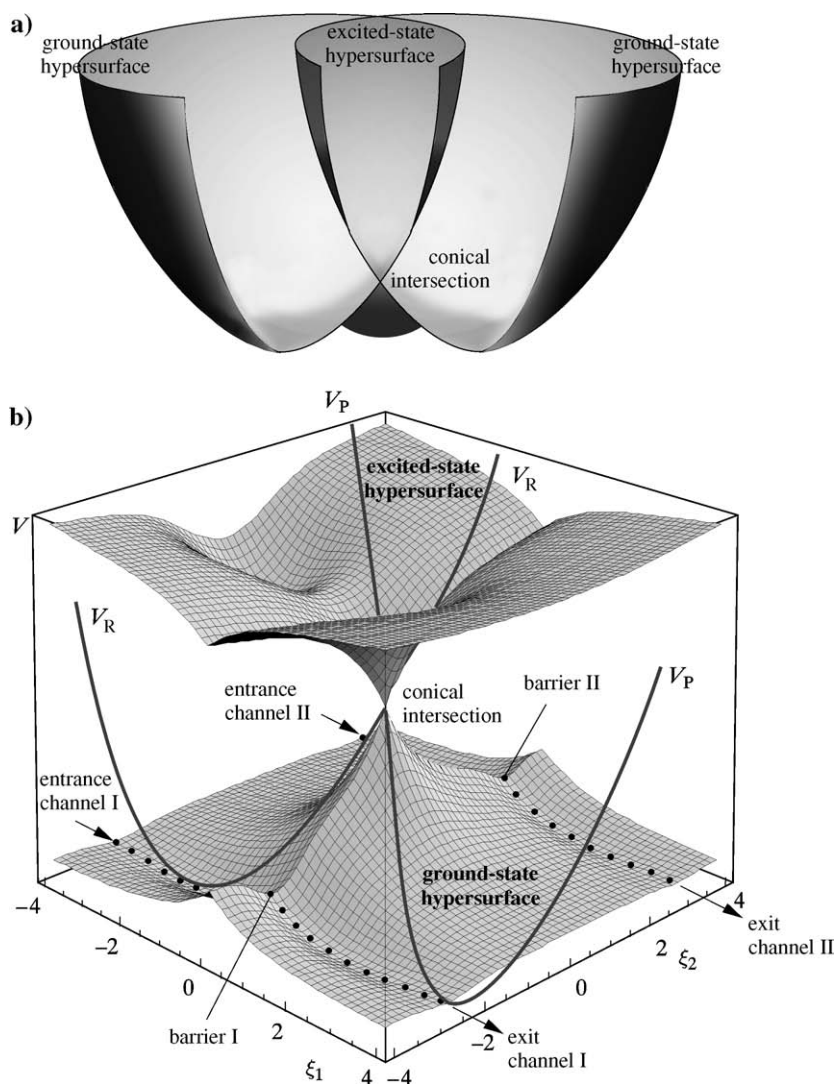 a)
ground-state
hypersurface
excited-state
hypersurface
ground-state
hypersurface
conical
intersection
b)
V_P
excited-state
hypersurface
V_R
V
V_R
entrance
channel II
conical
intersection
barrier II
V_P
entrance
channel I
ground-state
hypersurface
−4
−2
0
2
4
ξ1
barrier I
−4
−2
0
2
4
ξ2
exit
channel I
exit
channel II